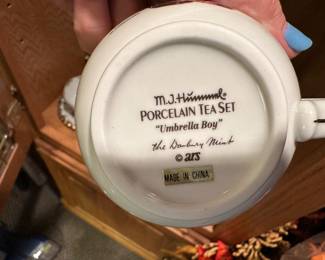 M.J. Hummel®
PORCELAIN TEA SET
"Umbrella Boy"
the Danbury Mint
© ars
MADE IN CHINA